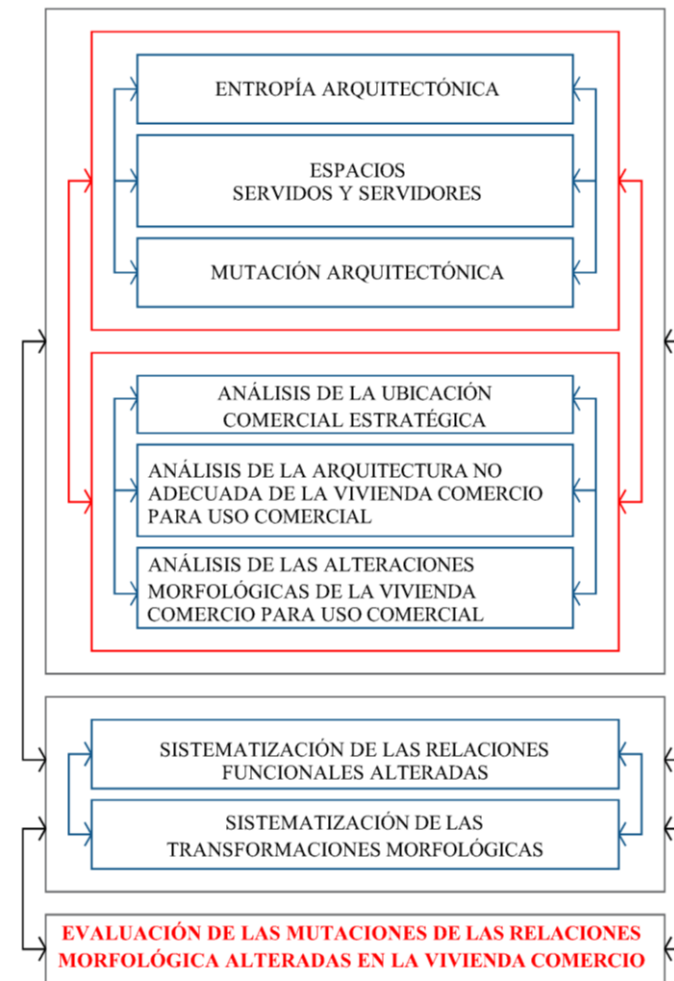 ENTROPÍA ARQUITECTÓNICA
ESPACIOS
SERVIDOS Y SERVIDORES
MUTACIÓN ARQUITECTÓNICA
ANÁLISIS DE LA UBICACIÓN
COMERCIAL ESTRATÉGICA
ANÁLISIS DE LA ARQUITECTURA NO
ADECUADA DE LA VIVIENDA COMERCIO
PARA USO COMERCIAL
ANÁLISIS DE LAS ALTERACIONES
MORFOLÓGICAS DE LA VIVIENDA
COMERCIO PARA USO COMERCIAL
SISTEMATIZACIÓN DE LAS RELACIONES
FUNCIONALES ALTERADAS
SISTEMATIZACIÓN DE LAS
TRANSFORMACIONES MORFOLÓGICAS
EVALUACIÓN DE LAS MUTACIONES DE LAS RELACIONES
MORFOLÓGICA ALTERADAS EN LA VIVIENDA COMERCIO